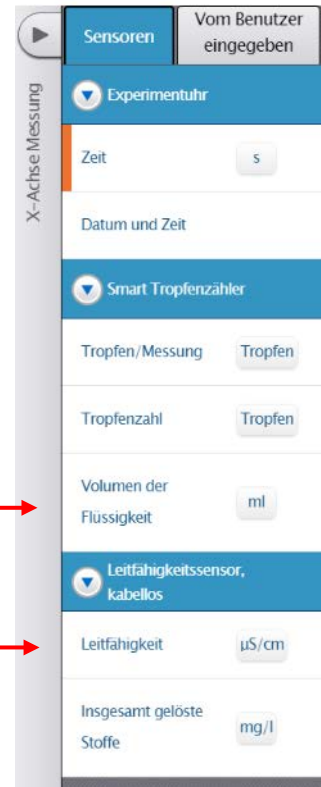 Sensoren
Vom Benutzer
eingegeben
X-Achse Messung
Experimentuhr
Zeit
s
Datum und Zeit
Smart Tropfenzähler
Tropfen/Messung
Tropfen
Tropfenzahl
Tropfen
Volumen der
Flüssigkeit
ml
Leitfähigkeitssensor,
kabellos
Leitfähigkeit
µS/cm
Insgesamt gelöste
Stoffe
mg/l